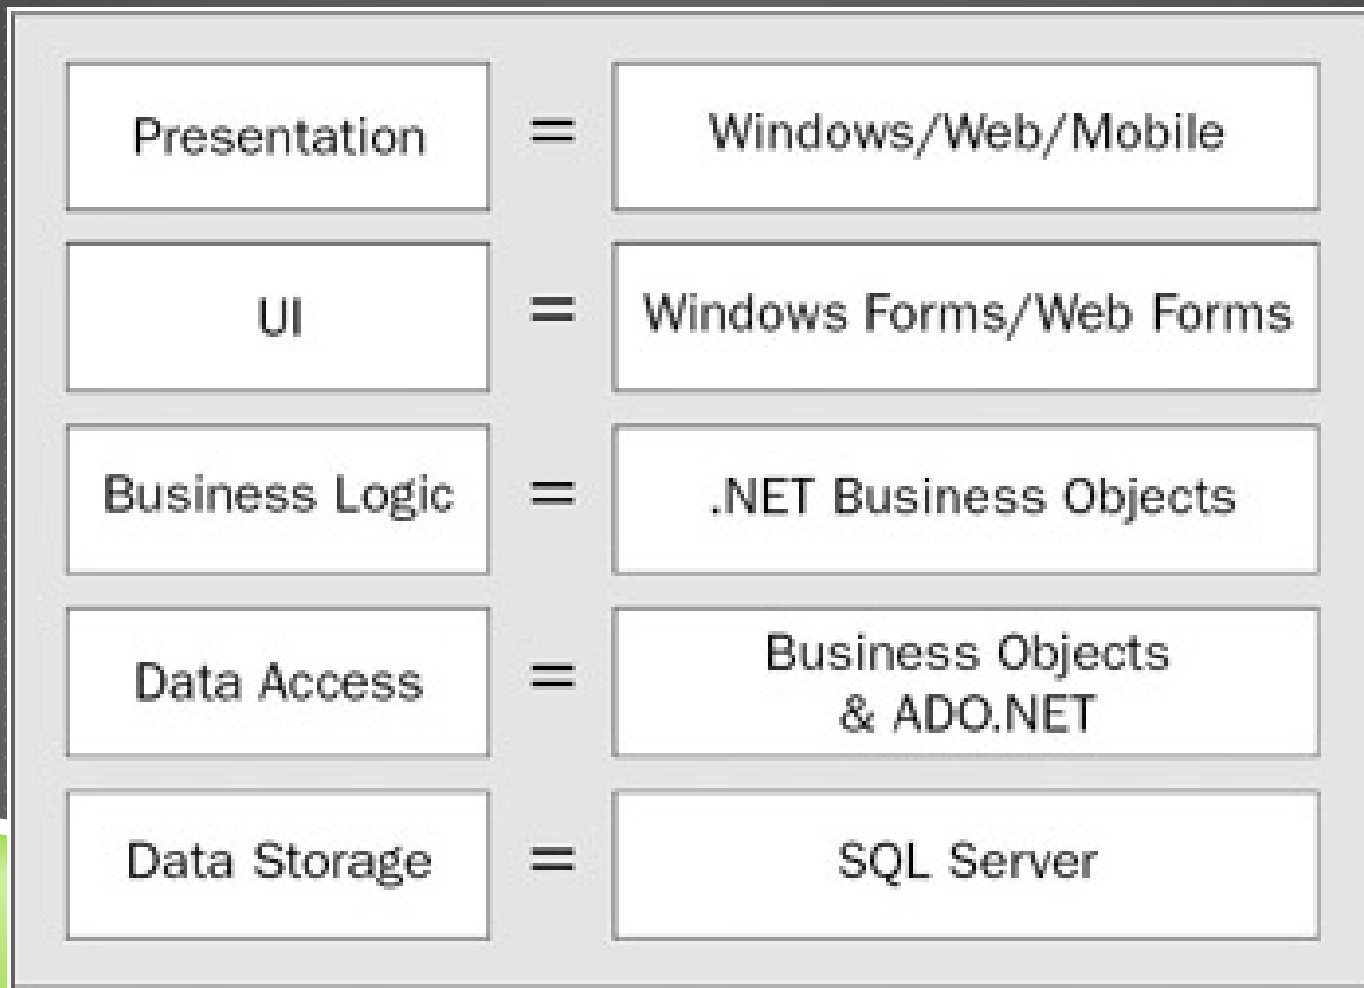 Presentation = Windows/Web/Mobile
UI = Windows Forms/Web Forms
Business Logic = .NET Business Objects
Data Access = Business Objects
& ADO.NET
Data Storage = SQL Server